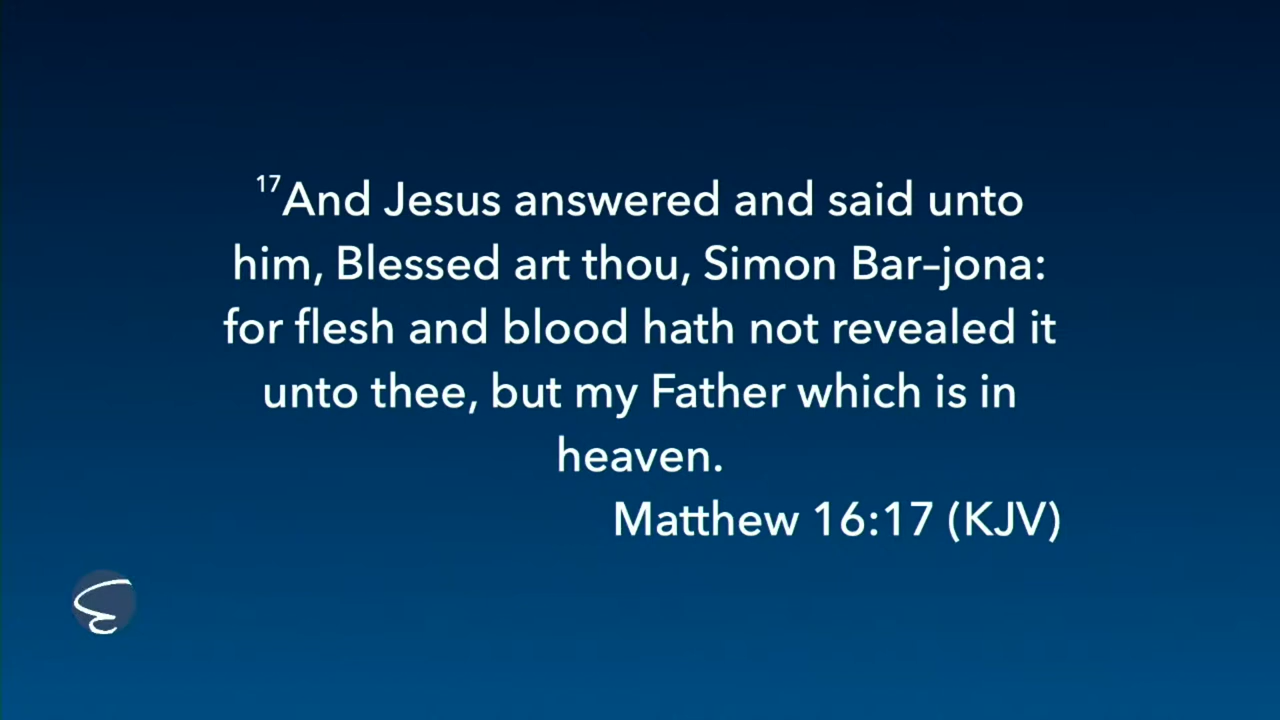 17And Jesus answered and said unto
him, Blessed art thou, Simon Bar–jona:
for flesh and blood hath not revealed it
unto thee, but my Father which is in
heaven.
Matthew 16:17 (KJV)